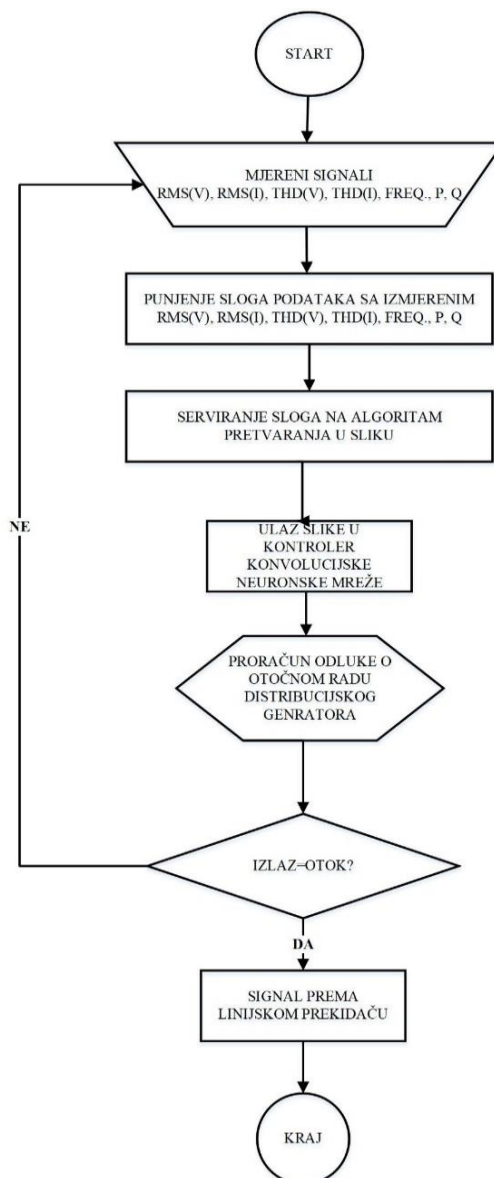 START
MJERENI SIGNALI
RMS(V), RMS(I), THD(V), THD(I), FREQ., P, Q
PUNJENJE SLOGA PODATAKA SA IZMJERENIM
RMS(V), RMS(I), THD(V), THD(I), FREQ., P, Q
SERVIRANJE SLOGA NA ALGORITAM
PRETVARANJA U SLIKU
NE
ULAZ SLIKE U
KONTROLER
KONVOLUCIJSKE
NEURONSKE MREŽE
PRORAČUN ODLUKE O
OTOČNOM RADU
DISTRIBUCIJSKOG
GENRATORA
IZLAZ=OTOK?
DA
SIGNAL PREMA
LINIJSKOM PREKIDAČU
KRAJ